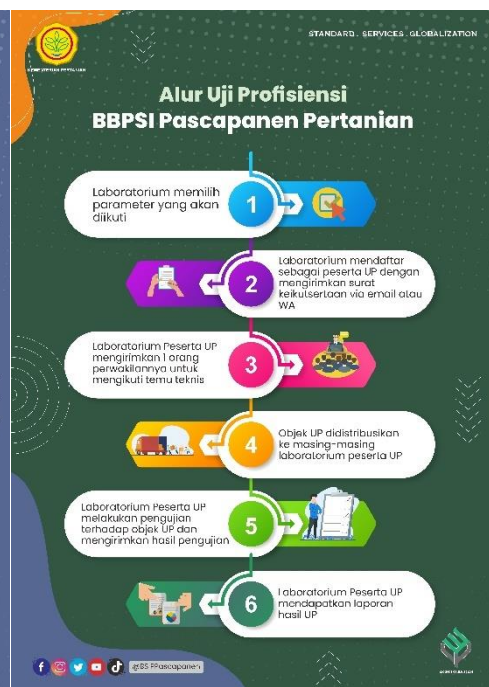 STANDARD . SERVICES . GLOBALIZATION
KEMENTERIAN PERTANIAN
Alur Uji Profisiensi
BBPSI Pascapanen Pertanian
Laboratorium memilih
parameter yang akan
diikuti
1
2
Laboratorium mendaftar
sebagai peserta UP dengan
mengirimkan surat
keikutsertaan via email atau
WA
Laboratorium Peserta UP
mengirimkan 1 orang
perwakilannya untuk
mengikuti temu teknis
3
4
Objek UP didistribusikan
ke masing-masing
laboratorium peserta UP
Laboratorium Peserta UP
melakukan pengujian
terhadap objek UP dan
mengirimkan hasil pengujian
5
6
Laboratorium Peserta UP
mendapatkan laporan
hasil UP